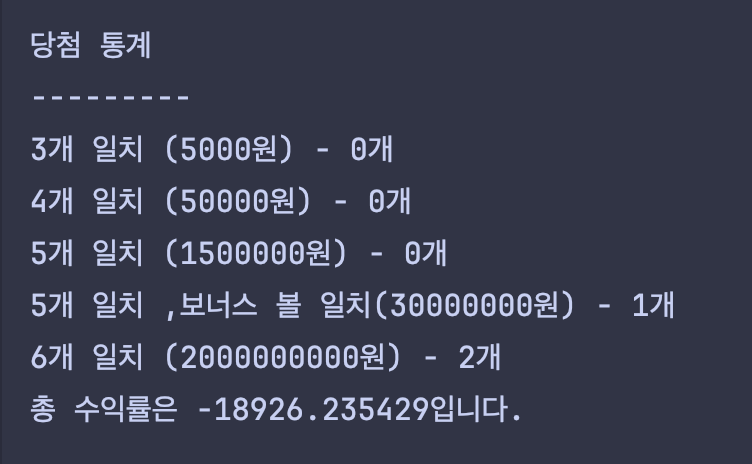 당첨 통계
---------
3개 일치 (5000원) - 0개
4개 일치 (50000원) - 0개
5개 일치 (1500000원) - 0개
5개 일치 ,보너스 볼 일치(30000000원) - 1개
6개 일치 (2000000000원) - 2개
총 수익률은 -18926.235429입니다.